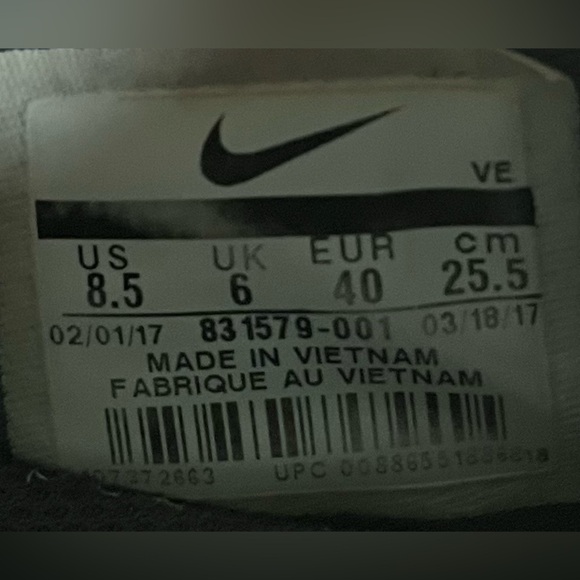 VE
US UK EUR cm
8.5 6 40 25.5
02/01/17 831579-001 03/18/17
MADE IN VIETNAM
FABRIQUE AU VIETNAM
UPC